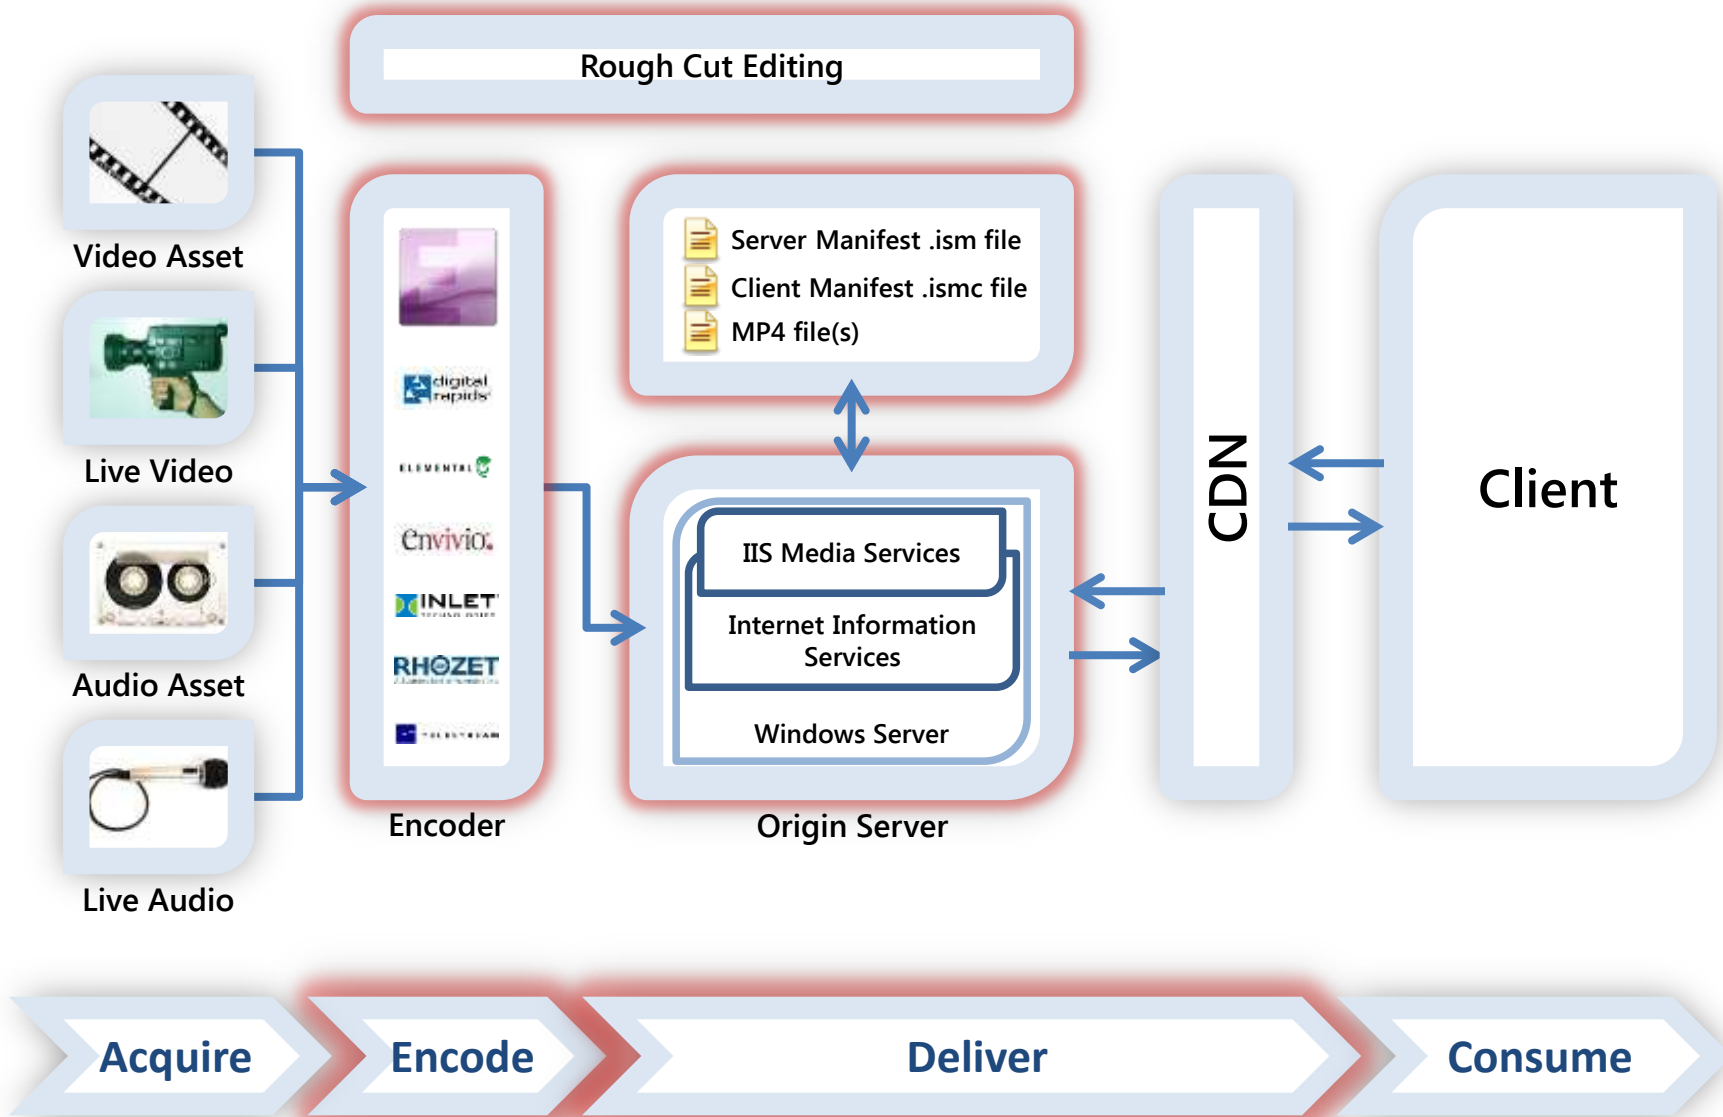 Rough Cut Editing
Video Asset
Live Video
Audio Asset
Live Audio
digital
rapids
ELEMENTAL
envivio.
INLET
RHOZET
Encoder
Server Manifest .ism file
Client Manifest .ismc file
MP4 file(s)
IIS Media Services
Internet Information
Services
Windows Server
Origin Server
CDN
Client
Acquire
Encode
Deliver
Consume